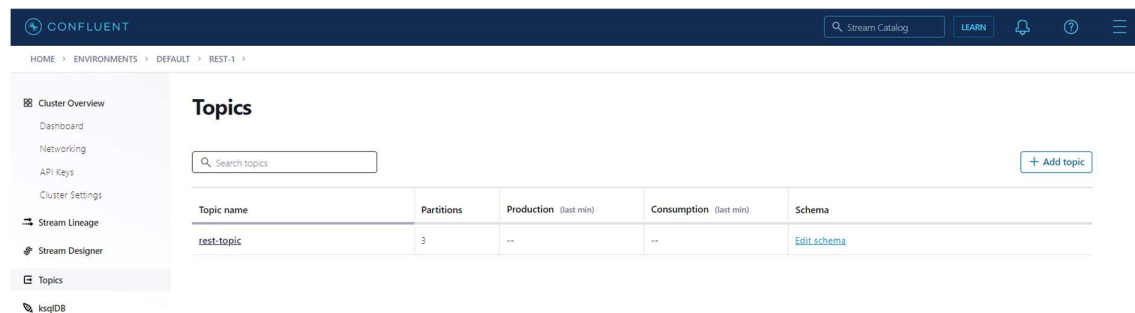 CONFLUENT
Stream Catalog
LEARN
HOME > ENVIRONMENTS > DEFAULT > REST-1 >
Cluster Overview
Dashboard
Networking
API Keys
Cluster Settings
Stream Lineage
Stream Designer
Topics
ksqlDB
Topics
Search topics
+ Add topic
Topic name Partitions Production (last min) Consumption (last min) Schema
rest-topic 3 -- -- Edit schema